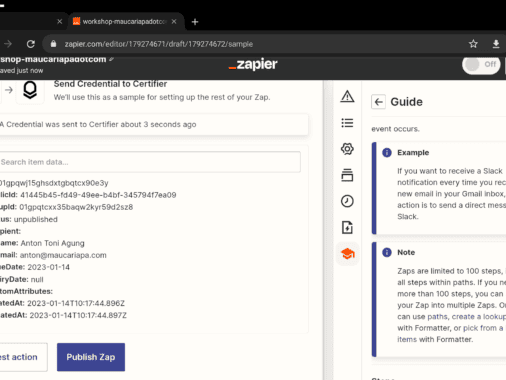 workshop-maucariapadotcom
zapier.com/editor/179274671/draft/179274672/sample
shop-maucariapadotcom
aved just now
_zapier
Off
Send Credential to Certifier
We'll use this as a sample for setting up the rest of your Zap.
A Credential was sent to Certifier about 3 seconds ago
Search item data...
01gpqwj15ghsdxtgbqtcx90e3y
licId: 41445b45-fd49-49ee-b4bf-345794f7ea09
upId: 01gpqtcxx35baqw2kyr59d2sz8
us: unpublished
pient:
ame: Anton Toni Agung
mail: anton@maucariapa.com
ueDate: 2023-01-14
iryDate: null
tomAttributes:
atedAt: 2023-01-14T10:17:44.896Z
atedAt: 2023-01-14T10:17:44.897Z
est action
Publish Zap
Guide
event occurs.
Example
If you want to receive a Slack
notification every time you rec
new email in your Gmail inbox,
action is to send a direct mess
Slack.
Note
Zaps are limited to 100 steps, i
all steps within paths. If you ne
more than 100 steps, you can
your Zap into multiple Zaps. Or
can use paths, create a lookup
with Formatter, or pick from a
items with Formatter.